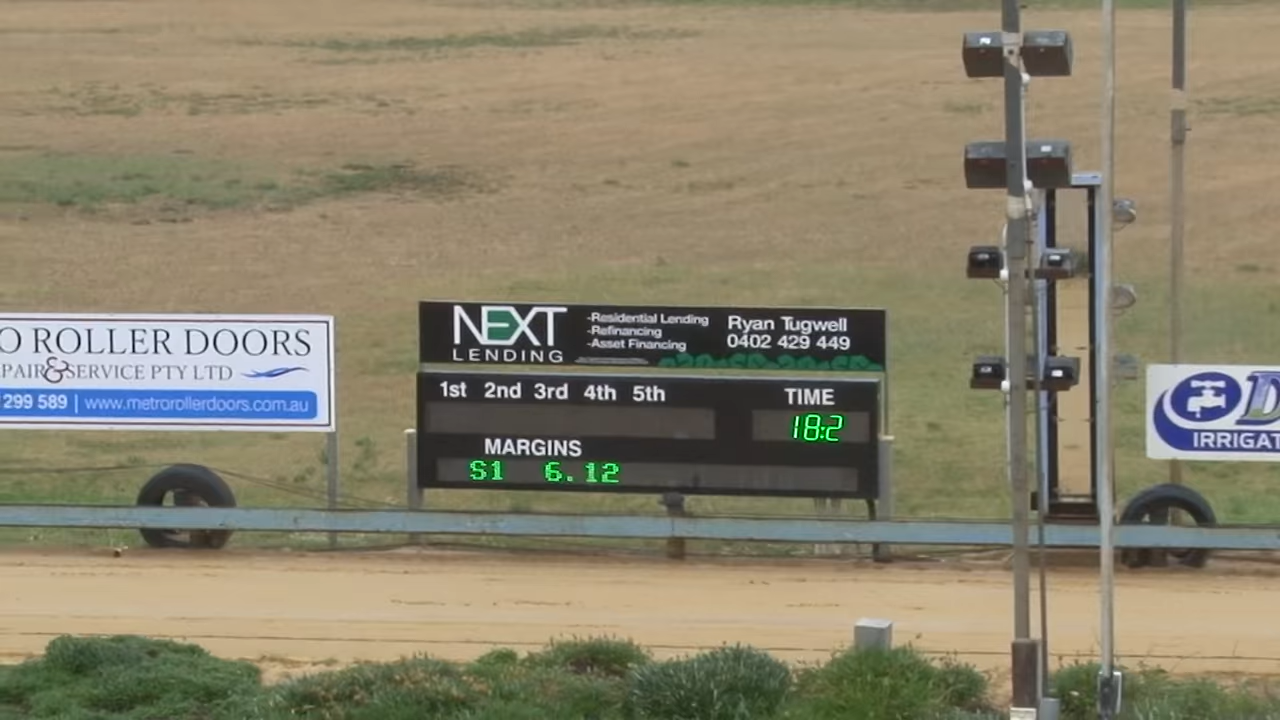 O ROLLER DOORS
PAIR & SERVICE PTY LTD
299 589 | www.metrorollerdoors.com.au
NEXT
LENDING
-Residential Lending
-Refinancing
-Asset Financing
Ryan Tugwell
0402 429 449
1st 2nd 3rd 4th 5th
TIME
18:2
MARGINS
S1 6.12
D
IRRIGAT